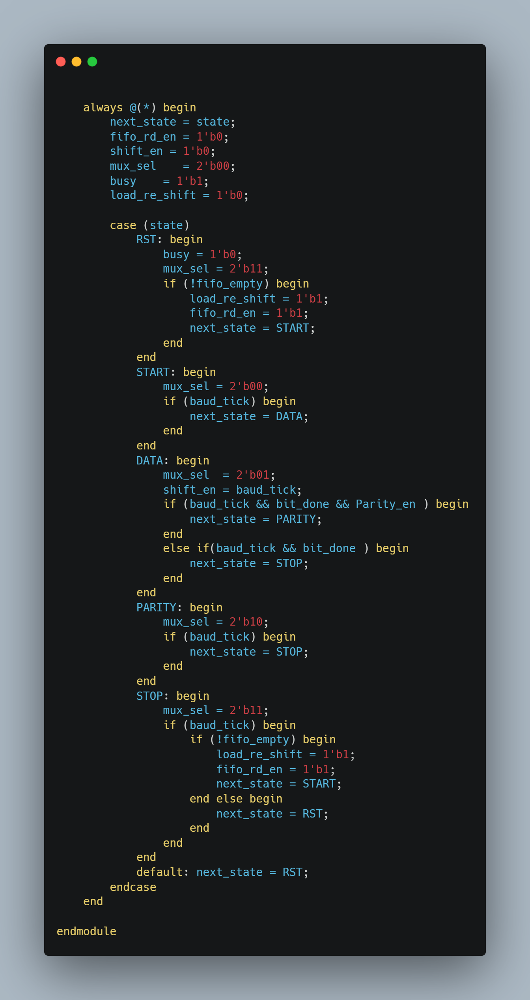 always @(*) begin
        next_state = state;
        fifo_rd_en = 1'b0;
        shift_en = 1'b0;
        mux_sel    = 2'b00;
        busy    = 1'b1;
        load_re_shift = 1'b0;

        case (state)
            RST: begin
                busy = 1'b0;
                mux_sel = 2'b11;
                if (!fifo_empty) begin
                    load_re_shift = 1'b1;
                    fifo_rd_en = 1'b1;
                    next_state = START;
                end
            end
            START: begin
                mux_sel = 2'b00;
                if (baud_tick) begin
                    next_state = DATA;
                end
            end
            DATA: begin
                mux_sel  = 2'b01;
                shift_en = baud_tick;
                if (baud_tick && bit_done && Parity_en ) begin
                    next_state = PARITY;
                end
                else if(baud_tick && bit_done ) begin
                    next_state = STOP;
                end
            end
            PARITY: begin
                mux_sel = 2'b10;
                if (baud_tick) begin
                    next_state = STOP;
                end
            end
            STOP: begin
                mux_sel = 2'b11;
                if (baud_tick) begin
                    if (!fifo_empty) begin
                        load_re_shift = 1'b1;
                        fifo_rd_en = 1'b1;
                        next_state = START;
                    end else begin
                        next_state = RST;
                    end
                end
            end
            default: next_state = RST;
        endcase
    end

endmodule